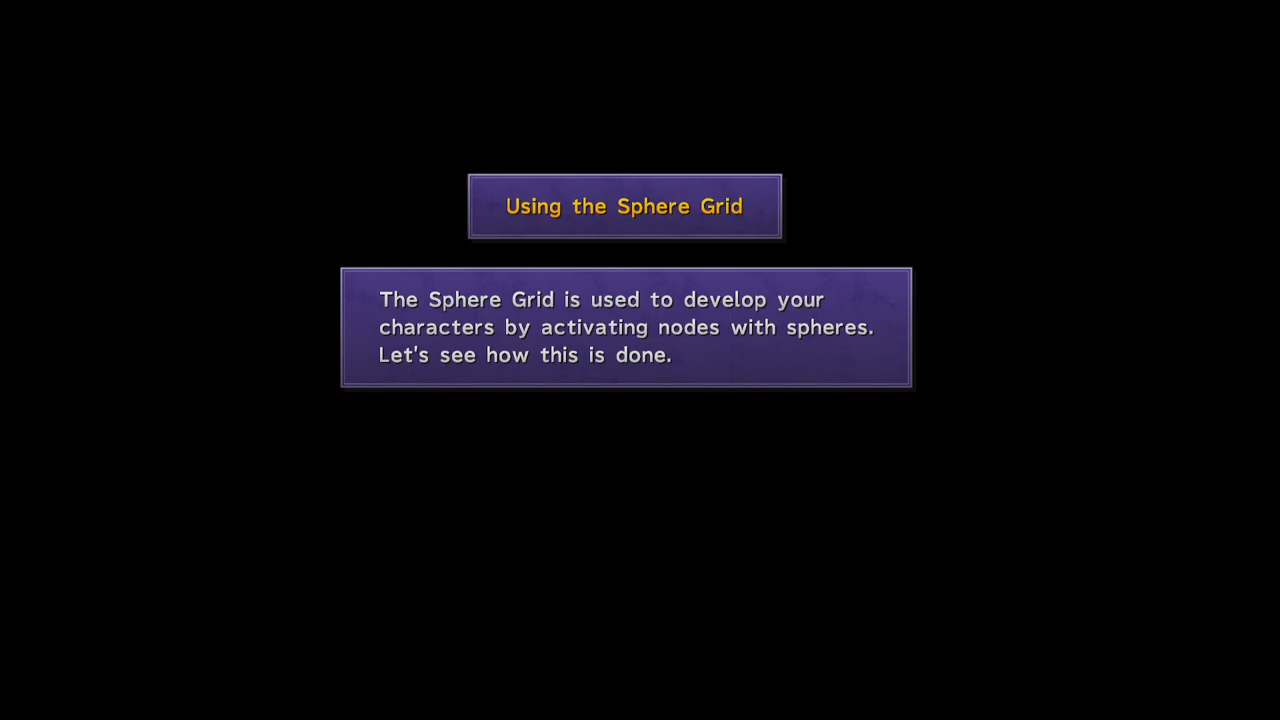 Using the Sphere Grid
The Sphere Grid is used to develop your
characters by activating nodes with spheres.
Let's see how this is done.